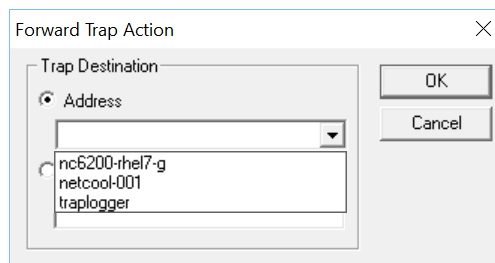 Forward Trap Action
Trap Destination
Address
OK
Cancel
nc6200-rhel7-g
netcool-001
traplogger